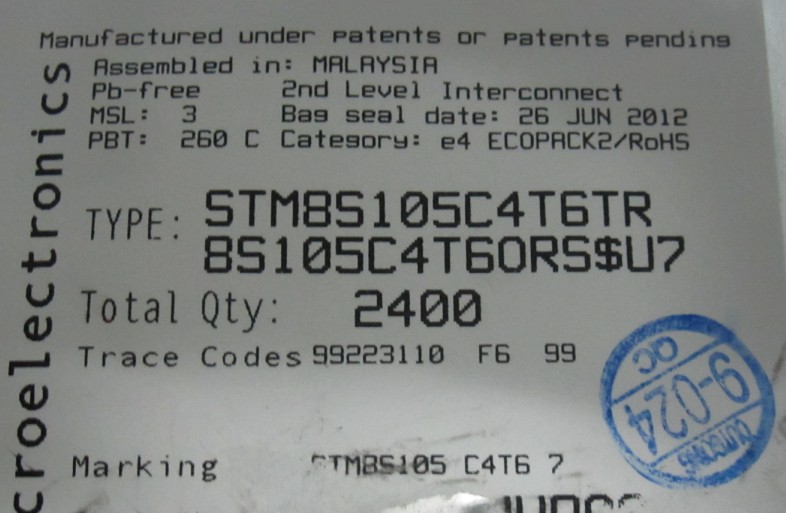 Manufactured under patents or patents pending
Assembled in: MALAYSIA
Pb-free 2nd Level Interconnect
MSL: 3 Bag seal date: 26 JUN 2012
PBT: 260 C Category: e4 ECOPACK2/RoHS
TYPE: STM8S105C4T6TR
8S105C4T6ORS$U7
Total Qty: 2400
Trace Codes 99223110 F6 99
Marking STM8S105 C4T6 7
croelectronics
QC
9-024